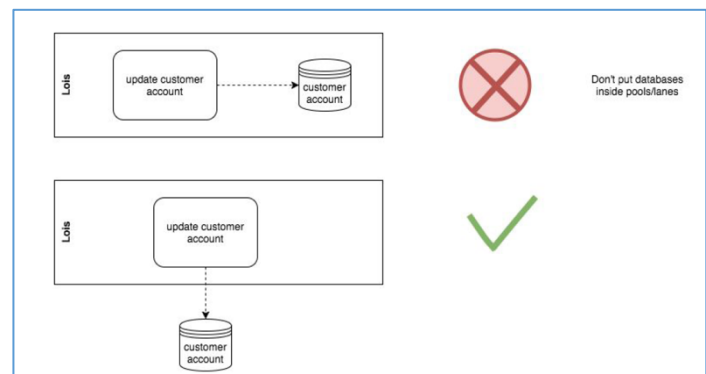 Lois
update customer
account
customer
account
Don't put databases
inside pools/lanes
Lois
update customer
account
customer
account